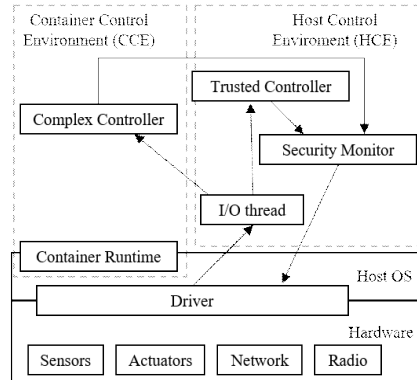 Container Control
Environment (CCE)
Host Control
Enviroment (HCE)
Trusted Controller
Complex Controller
Security Monitor
I/O thread
Container Runtime
Host OS
Driver
Hardware
Sensors
Actuators
Network
Radio